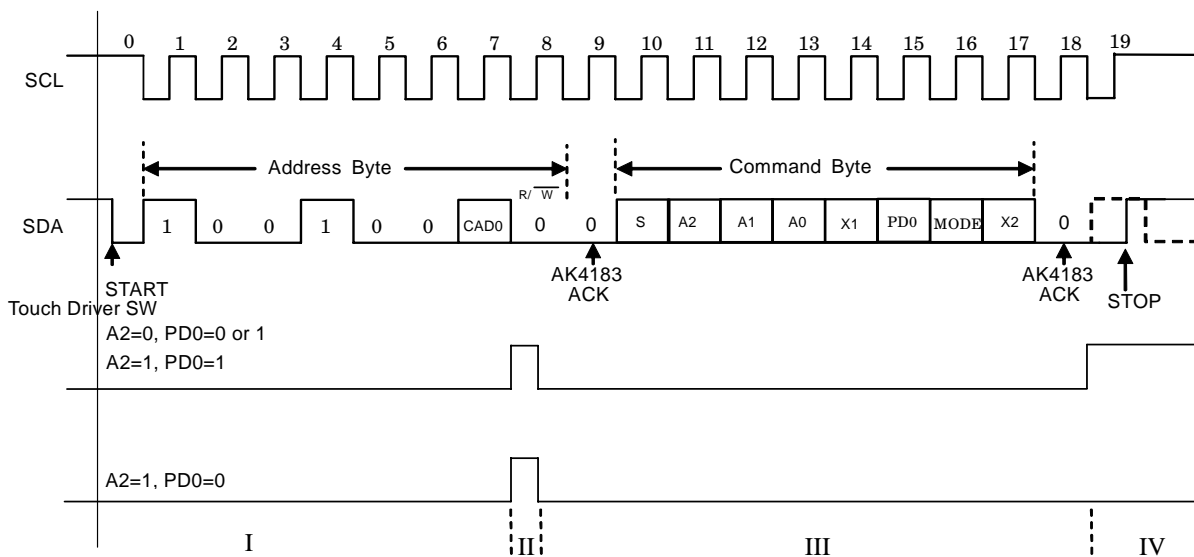 0 1 2 3 4 5 6 7 8 9 10 11 12 13 14 15 16 17 18 19
SCL
Address Byte Command Byte
R/W
SDA 1 0 0 1 0 0 CAD0 0 0 S A2 A1 A0 X1 PD0 MODE X2 0
START AK4183 ACK AK4183 ACK STOP
Touch Driver SW
A2=0, PD0=0 or 1
A2=1, PD0=1
A2=1, PD0=0
I II III IV